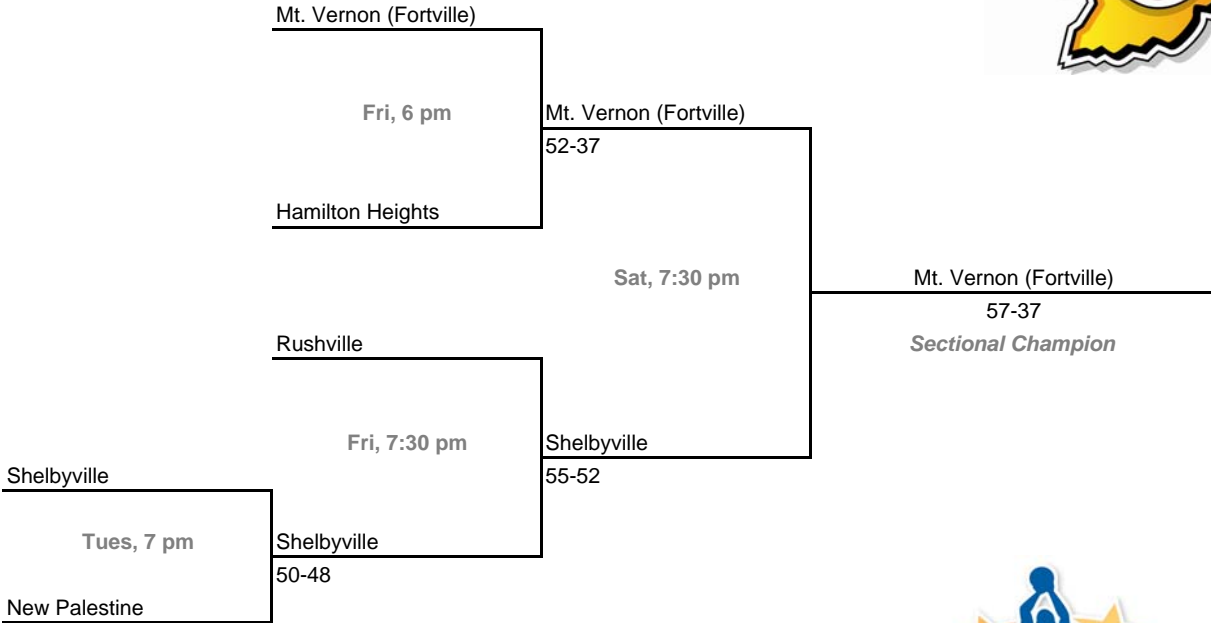 Mt. Vernon (Fortville)
Fri, 6 pm
Mt. Vernon (Fortville)
52-37
Hamilton Heights
Sat, 7:30 pm
Mt. Vernon (Fortville)
57-37
Sectional Champion
Rushville
Fri, 7:30 pm
Shelbyville
55-52
Shelbyville
Tues, 7 pm
Shelbyville
50-48
New Palestine